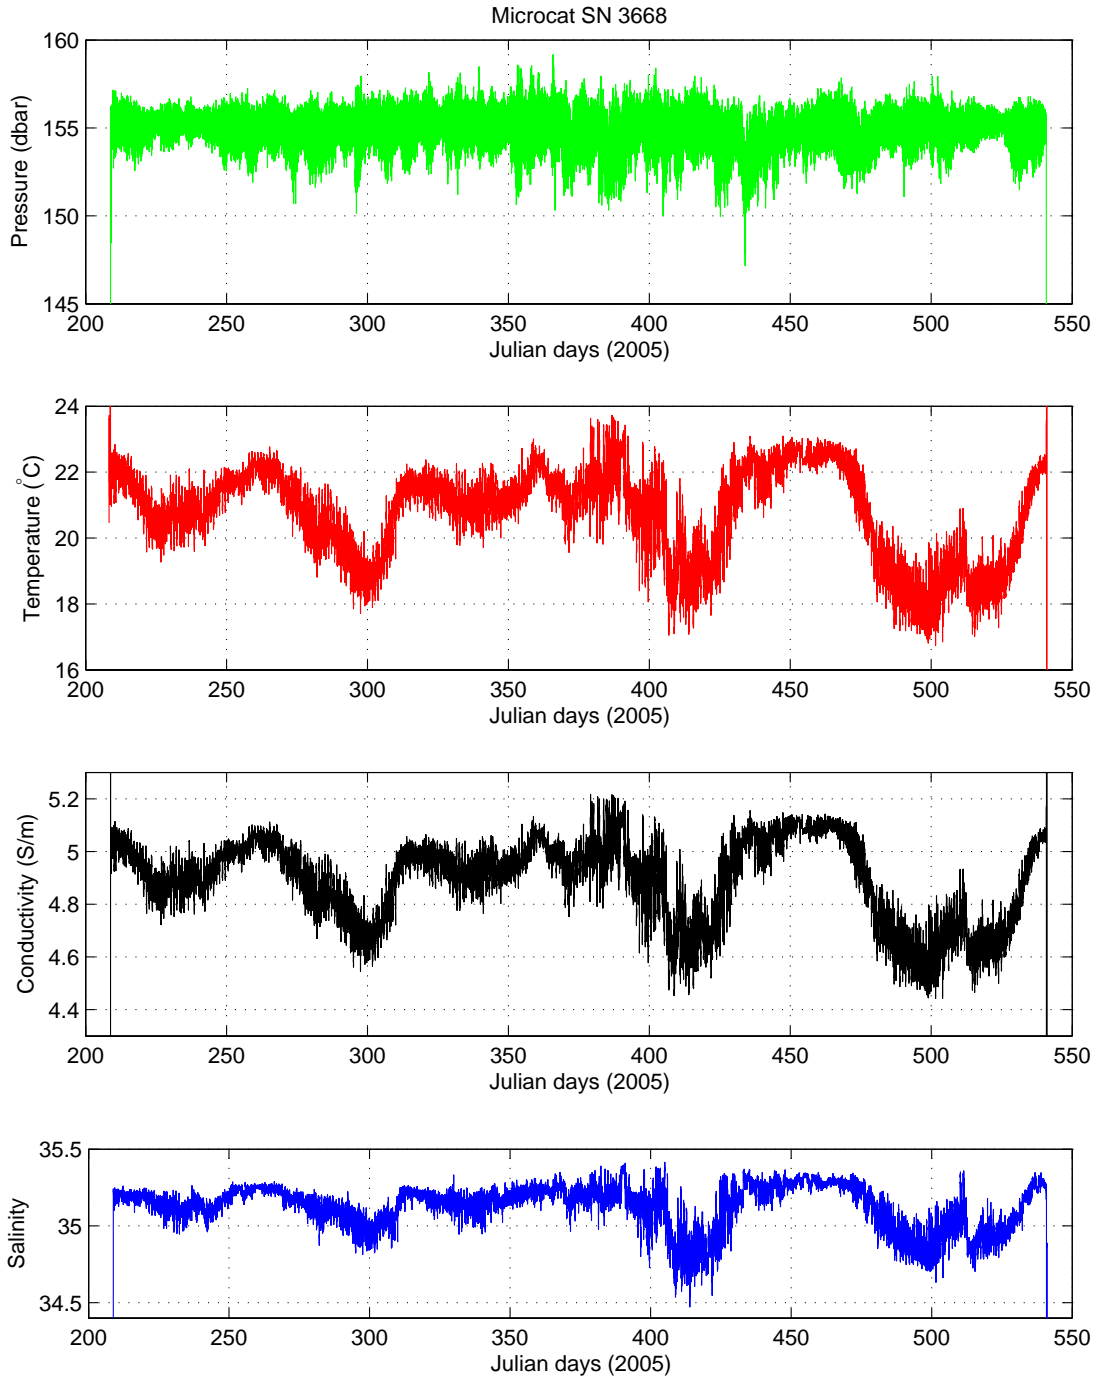 Microcat SN 3668
160
155
150
145
Pressure (dbar)
200 250 300 350 400 450 500 550
Julian days (2005)
24
22
20
18
16
Temperature (°C)
200 250 300 350 400 450 500 550
Julian days (2005)
5.2
5
4.8
4.6
4.4
Conductivity (S/m)
200 250 300 350 400 450 500 550
Julian days (2005)
35.5
35
34.5
Salinity
200 250 300 350 400 450 500 550
Julian days (2005)